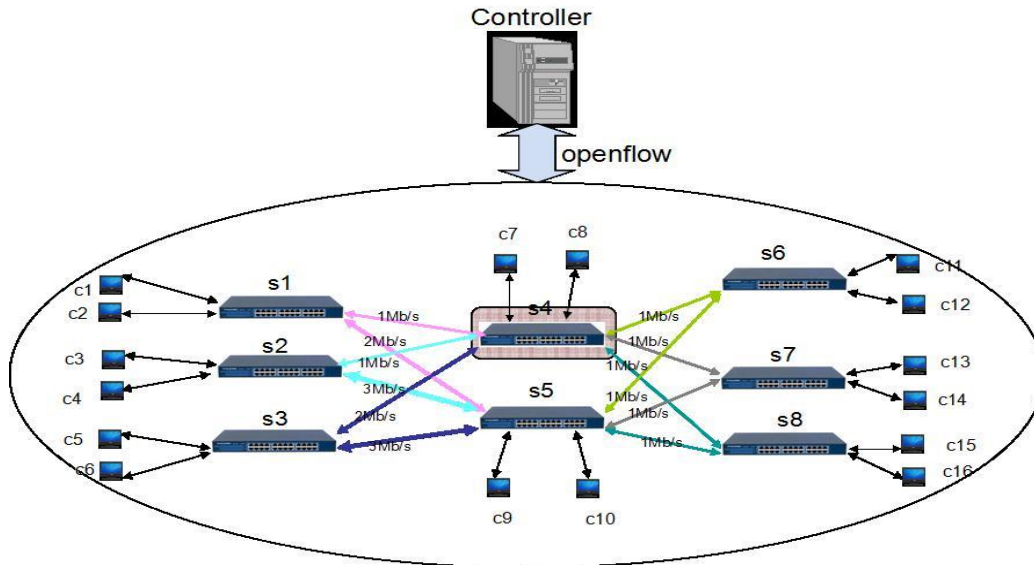 Controller
openflow
c7
c8
s6
c11
c12
c1
c2
s1
s4
1Mb/s
2Mb/s
1Mb/s
1Mb/s
1Mb/s
c3
c4
s2
1Mb/s
3Mb/s
s5
1Mb/s
1Mb/s
s7
c13
c14
c5
c6
s3
2Mb/s
3Mb/s
1Mb/s
s8
c15
c16
c9
c10